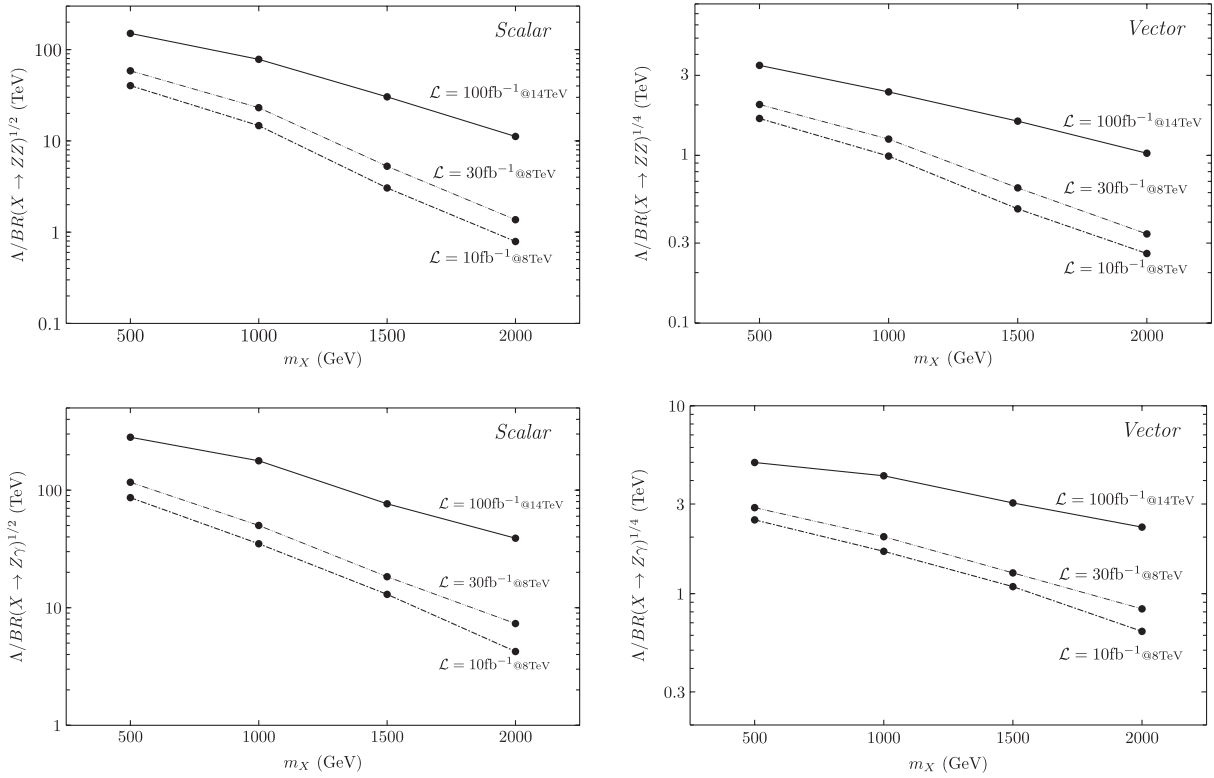 Scalar
Λ/BR(X → ZZ)^{1/2} (TeV)
100
10
1
0.1
ℒ = 100fb⁻¹@14TeV
ℒ = 30fb⁻¹@8TeV
ℒ = 10fb⁻¹@8TeV
500 1000 1500 2000
m_X (GeV)
Vector
Λ/BR(X → ZZ)^{1/4} (TeV)
3
1
0.3
0.1
ℒ = 100fb⁻¹@14TeV
ℒ = 30fb⁻¹@8TeV
ℒ = 10fb⁻¹@8TeV
500 1000 1500 2000
m_X (GeV)
Scalar
Λ/BR(X → Zγ)^{1/2} (TeV)
100
10
1
ℒ = 100fb⁻¹@14TeV
ℒ = 30fb⁻¹@8TeV
ℒ = 10fb⁻¹@8TeV
500 1000 1500 2000
m_X (GeV)
Vector
Λ/BR(X → Zγ)^{1/4} (TeV)
10
3
1
0.3
ℒ = 100fb⁻¹@14TeV
ℒ = 30fb⁻¹@8TeV
ℒ = 10fb⁻¹@8TeV
500 1000 1500 2000
m_X (GeV)